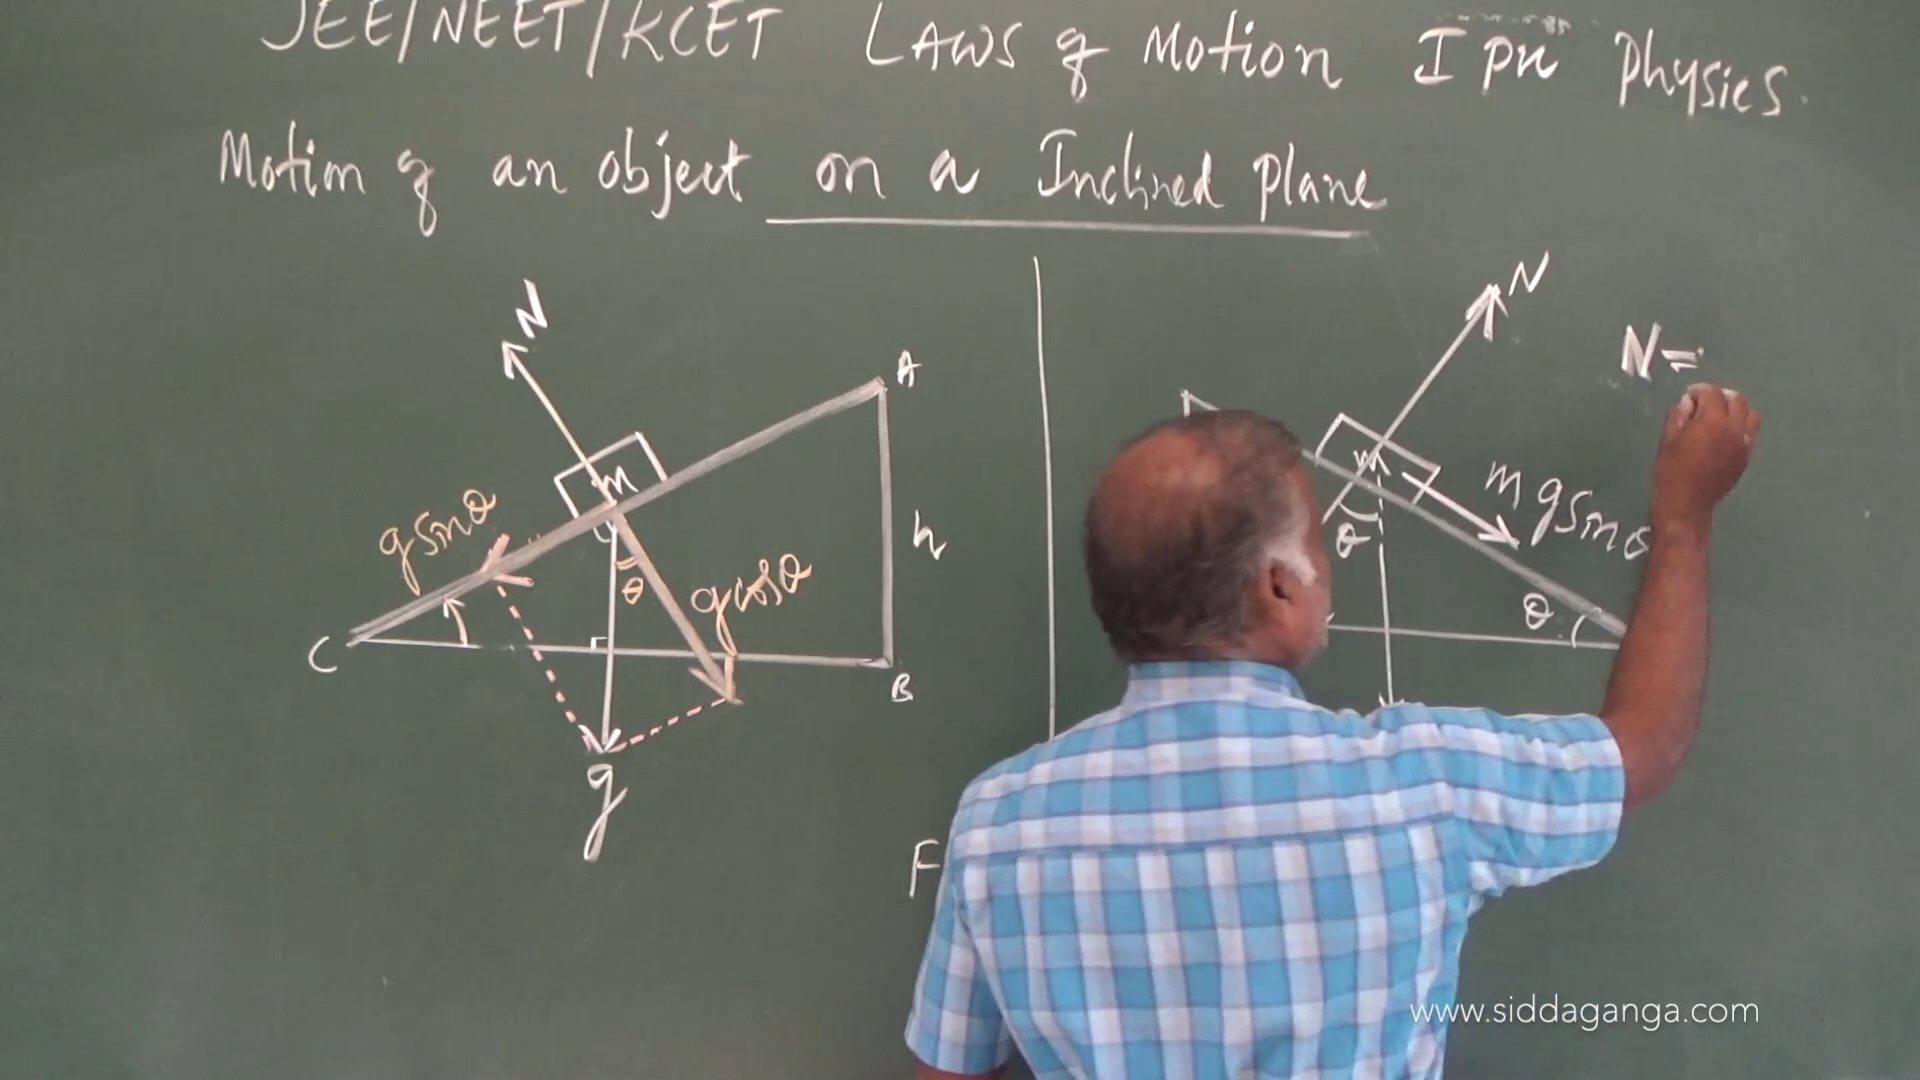 JEE/NEET/KCET LAWS of Motion I PU Physics.
Motion of an object on a Inclined plane
N
A
m
g sinθ
θ
g cosθ
h
C
B
g
N
N=
m
mg sinθ
θ
θ
F
www.siddaganga.com